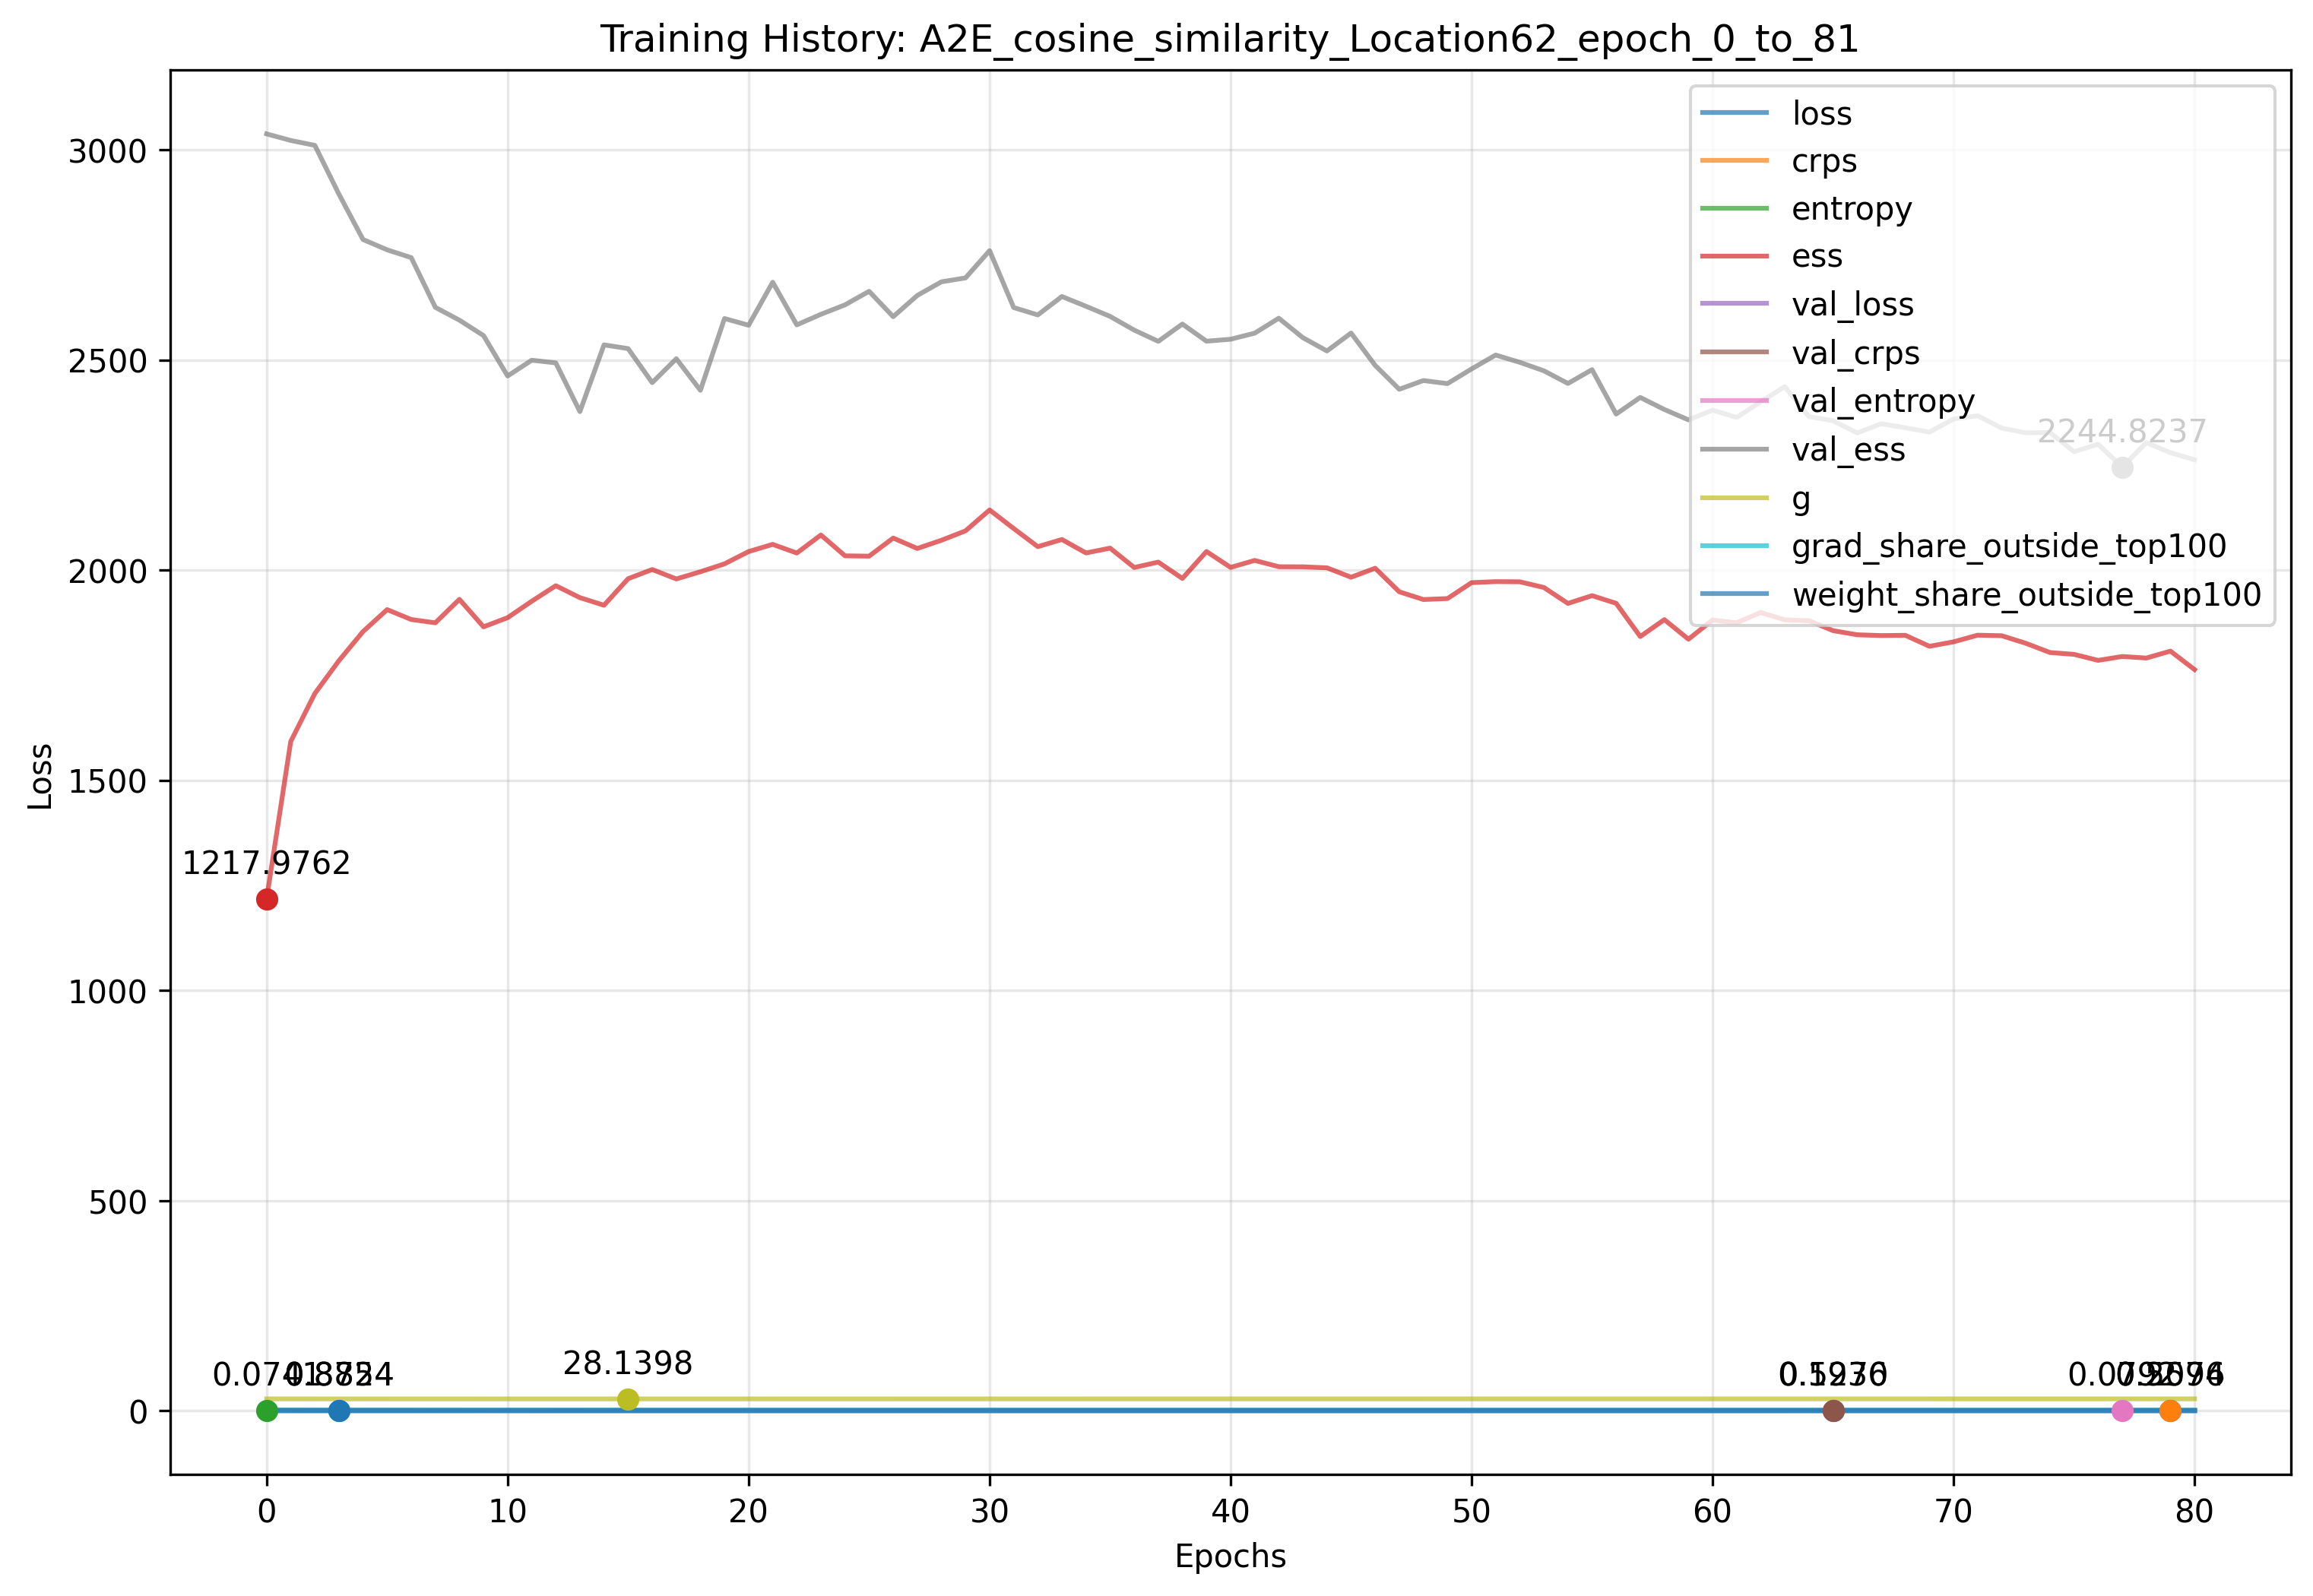 Training History: A2E_cosine_similarity_Location62_epoch_0_to_81
loss
crps
entropy
ess
val_loss
val_crps
val_entropy
val_ess
g
grad_share_outside_top100
weight_share_outside_top100
3000
2500
2000
1500
1000
500
0
Loss
2244.8237
1217.9762
28.1398
0 10 20 30 40 50 60 70 80
Epochs